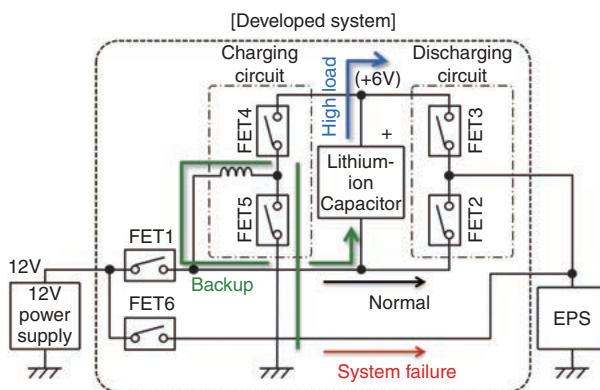 [Developed system]
Charging
circuit
High load
(+6V)
Discharging
circuit
FET4
FET3
+
Lithium-
ion
Capacitor
FET5
FET2
FET1
12V
Backup
Normal
12V
power
supply
FET6
EPS
System failure